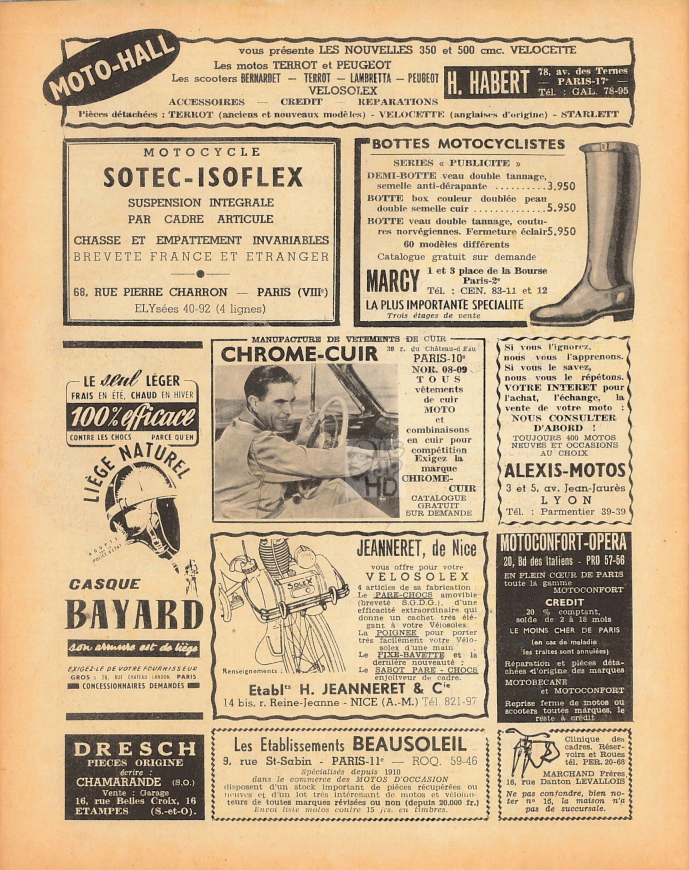 MOTO-HALL
vous présente LES NOUVELLES 350 et 500 cmc. VELOCETTE
Les motos TERROT et PEUGEOT
Les scooters BERNARDET — TERROT — LAMBRETTA — PEUGEOT
VELOSOLEX
ACCESSOIRES — CREDIT — REPARATIONS
H. HABERT
78, av. des Ternes
— PARIS-17e —
Tél. : GAL. 78-95
Pièces détachées : TERROT (anciens et nouveaux modèles) - VELOCETTE (anglaises d'origine) - STARLETT
MOTOCYCLE
SOTEC-ISOFLEX
SUSPENSION INTEGRALE
PAR CADRE ARTICULE
CHASSE ET EMPATTEMENT INVARIABLES
BREVETE FRANCE ET ETRANGER
68, RUE PIERRE CHARRON — PARIS (VIIIe)
ELYsées 40-92 (4 lignes)
BOTTES MOTOCYCLISTES
SERIES « PUBLICITE »
DEMI-BOTTE veau double tannage,
semelle anti-dérapante .......... 3.950
BOTTE box couleur doublée peau
double semelle cuir .............. 5.950
BOTTE veau double tannage, coutu-
res norvégiennes. Fermeture éclair 5.950
60 modèles différents
Catalogue gratuit sur demande
MARCY
1 et 3 place de la Bourse
Paris-2e
Tél. : CEN. 83-11 et 12
LA PLUS IMPORTANTE SPECIALITE
Trois étages de vente
LE seul LÉGER
FRAIS EN ÉTÉ, CHAUD EN HIVER
100% efficace
CONTRE LES CHOCS PARCE QU'EN
LIÈGE NATUREL
CASQUE
BAYARD
son armure est de liège
EXIGEZ-LE DE VOTRE FOURNISSEUR
GROS : 28, RUE CHATEAU LANDON PARIS
CONCESSIONNAIRES DEMANDÉS
MANUFACTURE DE VETEMENTS DE CUIR
CHROME-CUIR
38 r. du Château-d'Eau
PARIS-10e
NOR. 08-09
TOUS
vêtements
de cuir
MOTO
et
combinaisons
en cuir pour
compétition
Exigez la
marque
CHROME-
CUIR
CATALOGUE
GRATUIT
SUR DEMANDE
HD
Si vous l'ignorez,
nous vous l'apprenons.
Si vous le savez,
nous vous le répétons.
VOTRE INTERET pour
l'achat, l'échange, la
vente de votre moto :
NOUS CONSULTER
D'ABORD !
TOUJOURS 400 MOTOS
NEUVES ET OCCASIONS
AU CHOIX
ALEXIS-MOTOS
3 et 5, av. Jean-Jaurès
LYON
Tél. : Parmentier 39-39
SOLEX
Renseignements :
JEANNERET, de Nice
vous offre pour votre
VELOSOLEX
4 articles de sa fabrication
Le PARE-CHOCS amovible
(breveté S.G.D.G.), d'une
efficacité extraordinaire qui
donne un cachet très élé-
gant à votre Vélosolex.
La POIGNEE pour porter
très facilement votre Vélo-
solex d'une main
Le FIXE-BAVETTE et la
dernière nouveauté :
Le SABOT PARE-CHOCS
enjoliveur de cadre.
Etablts H. JEANNERET & Cie
14 bis, r. Reine-Jeanne - NICE (A.-M.) Tél. 821-97
MOTOCONFORT-OPERA
20, Bd des Italiens - PRO 57-56
EN PLEIN CŒUR DE PARIS
toute la gamme
MOTOCONFORT
CREDIT
20 % comptant,
solde de 2 à 18 mois
LE MOINS CHER DE PARIS
(en cas de maladie
les traites sont annulées)
Réparation et pièces déta-
chées d'origine des marques
MOTOBECANE
et MOTOCONFORT
Reprise ferme de motos ou
scooters toutes marques, le
reste à crédit
DRESCH
PIECES ORIGINE
écrire :
CHAMARANDE (S.O.)
Vente : Garage
16, rue Belles Croix, 16
ETAMPES (S.-et-O).
Les Etablissements BEAUSOLEIL
9, rue St-Sabin - PARIS-11e — ROQ. 59-46
Spécialisés depuis 1910
dans le commerce des MOTOS D'OCCASION
disposent d'un stock important de pièces récupérées ou
neuves et d'un lot très intéressant de motos et vélomo-
teurs de toutes marques révisées ou non (depuis 20.000 fr.)
Envoi liste motos contre 15 frs. en timbres.
Clinique des
cadres. Réser-
voirs et Roues
tél. PER. 20-68
MARCHAND Frères
16, rue Danton LEVALLOIS
Ne pas confondre, bien no-
ter n° 16, la maison n'a
pas de succursale.